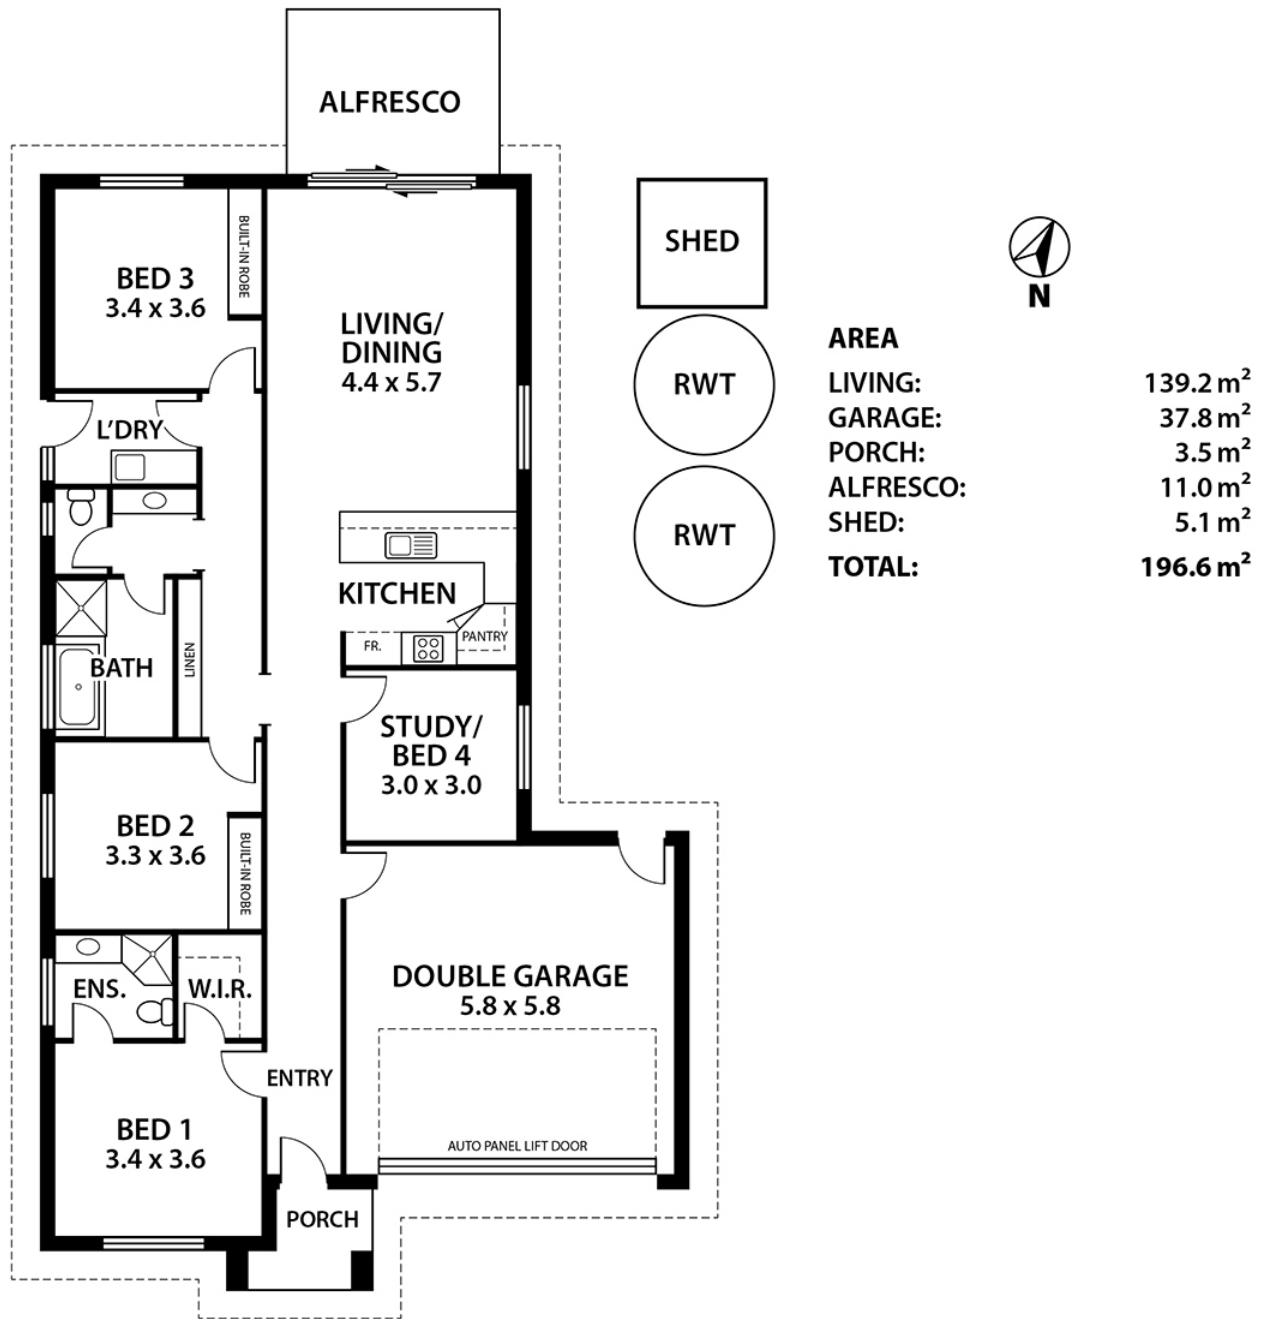 ALFRESCO
BED 3
3.4 x 3.6
BUILT-IN ROBE
LIVING/
DINING
4.4 x 5.7
L'DRY
KITCHEN
FR.
PANTRY
BATH
LINEN
STUDY/
BED 4
3.0 x 3.0
BED 2
3.3 x 3.6
BUILT-IN ROBE
ENS.
W.I.R.
DOUBLE GARAGE
5.8 x 5.8
AUTO PANEL LIFT DOOR
ENTRY
BED 1
3.4 x 3.6
PORCH
SHED
RWT
RWT
N
AREA
LIVING: 139.2 m²
GARAGE: 37.8 m²
PORCH: 3.5 m²
ALFRESCO: 11.0 m²
SHED: 5.1 m²
TOTAL: 196.6 m²